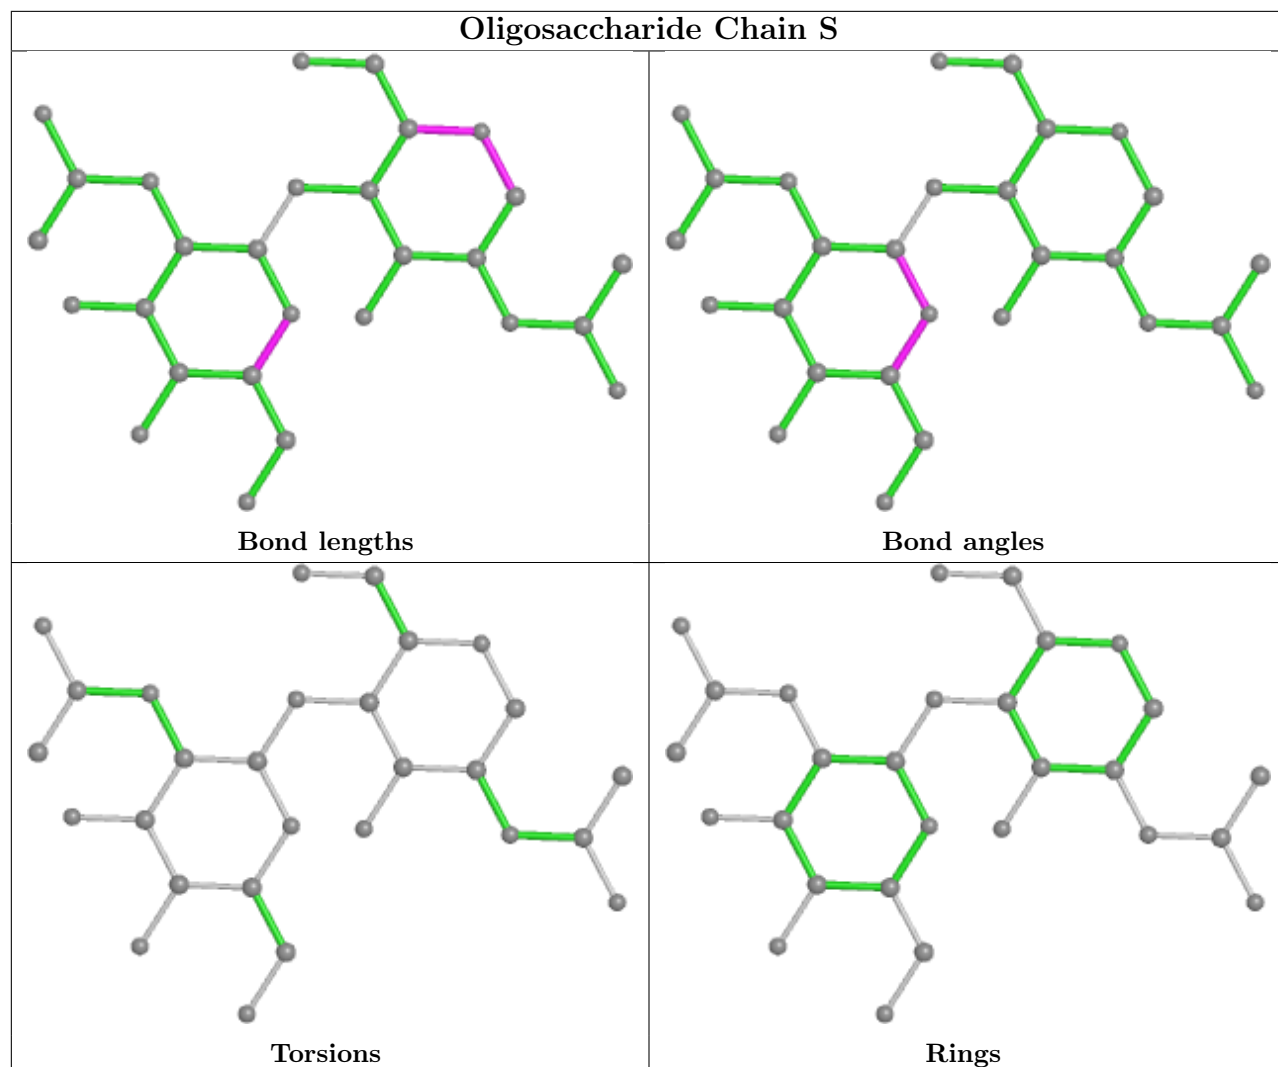 Oligosaccharide Chain S
Bond lengths
Bond angles
Torsions
Rings